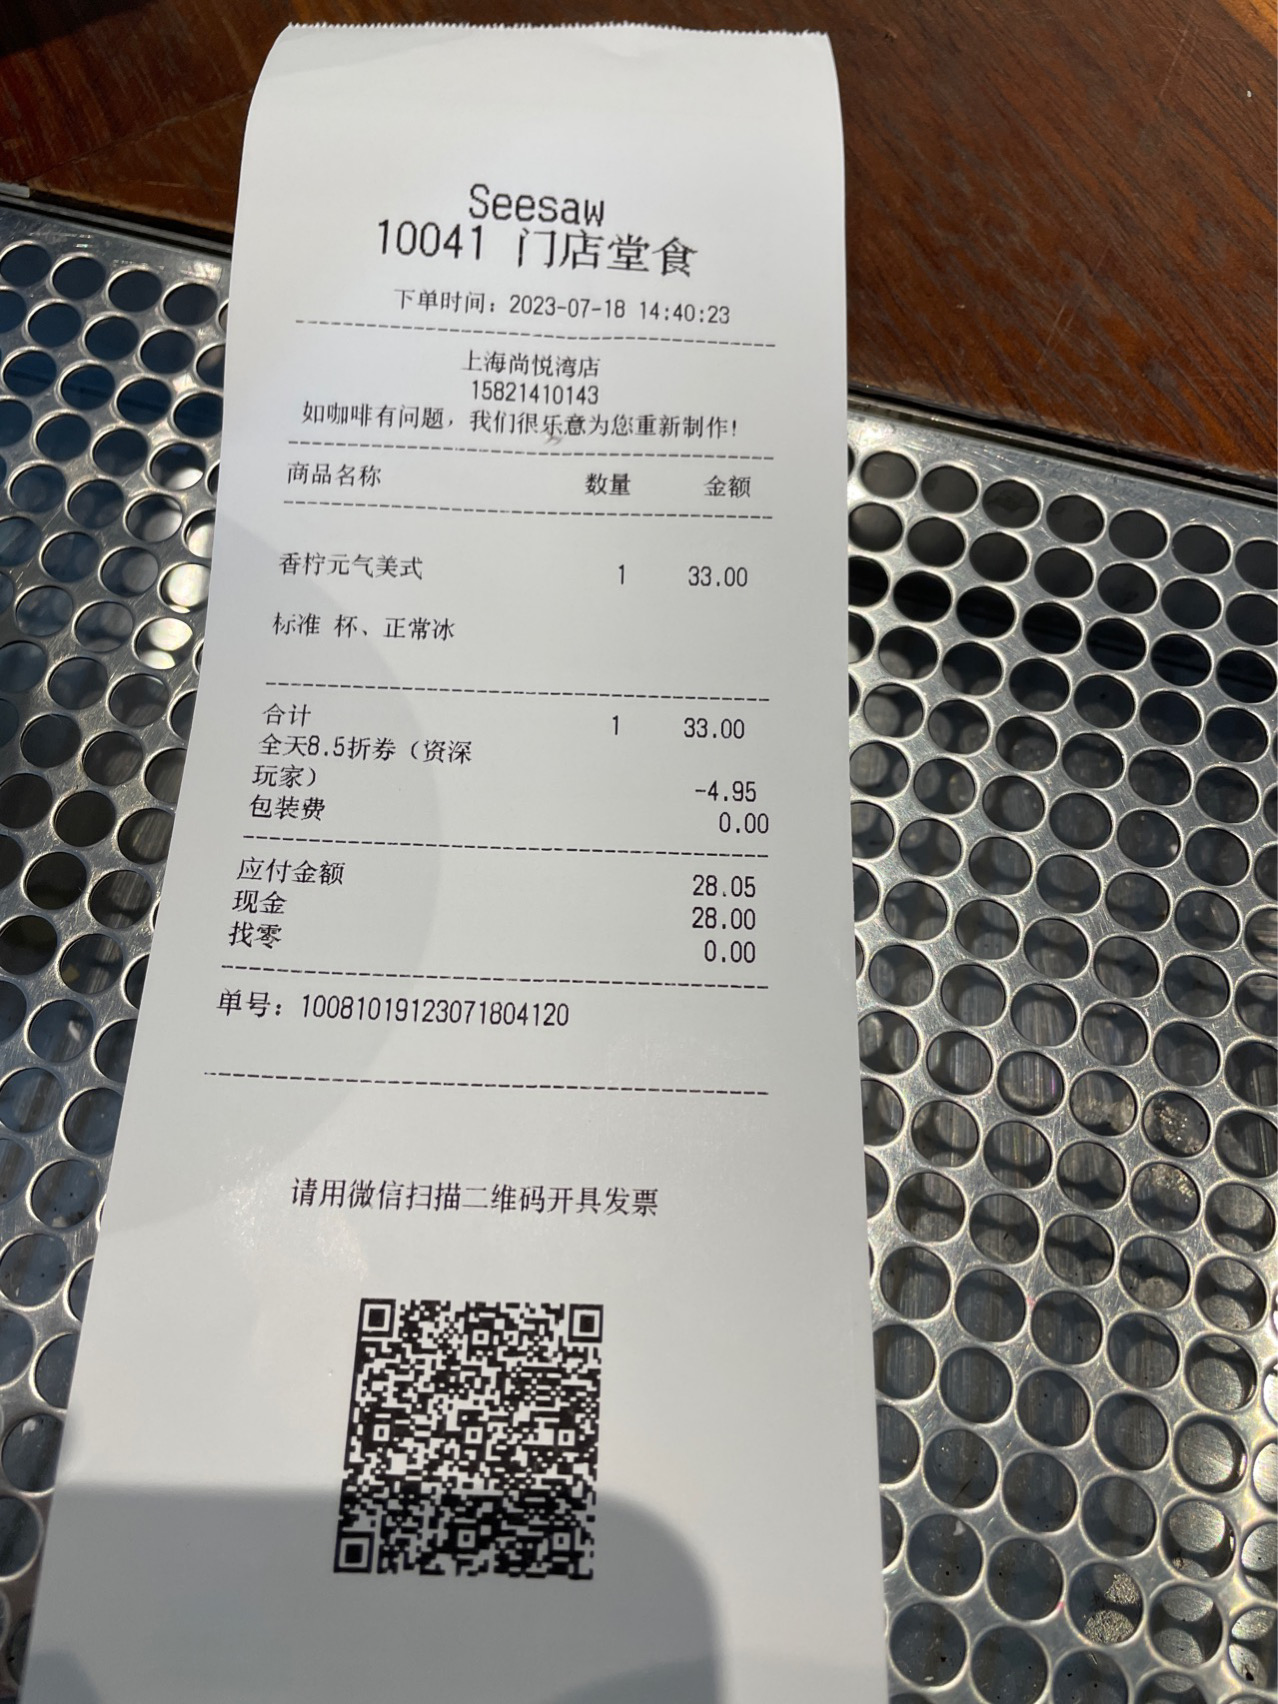 Seesaw
10041 门店堂食
下单时间：2023-07-18 14:40:23
上海尚悦湾店
15821410143
如咖啡有问题，我们很乐意为您重新制作！
商品名称 数量 金额
香柠元气美式 1 33.00
标准 杯、正常冰
合计 1 33.00
全天8.5折券（资深
玩家） -4.95
包装费 0.00
应付金额 28.05
现金 28.00
找零 0.00
单号：10081019123071804120
请用微信扫描二维码开具发票